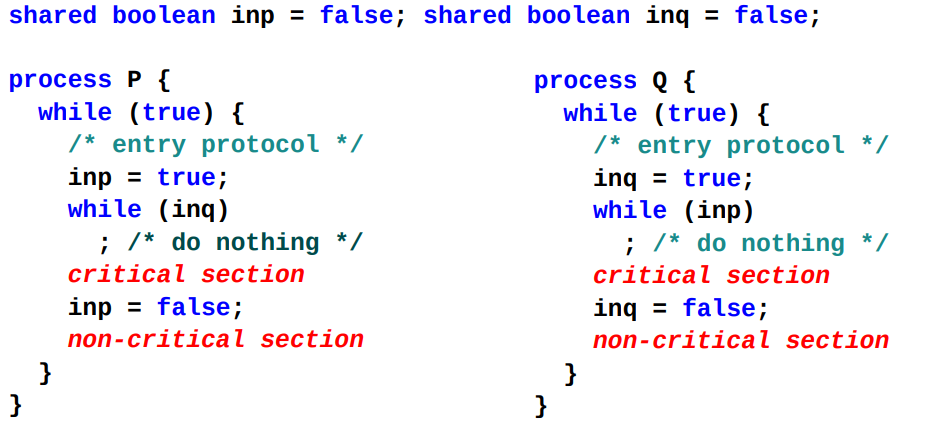 shared boolean inp = false; shared boolean inq = false;
process P {
while (true) {
/* entry protocol */
inp = true;
while (inq)
; /* do nothing */
critical section
inp = false;
non-critical section
}
}
process Q {
while (true) {
/* entry protocol */
inq = true;
while (inp)
; /* do nothing */
critical section
inq = false;
non-critical section
}
}